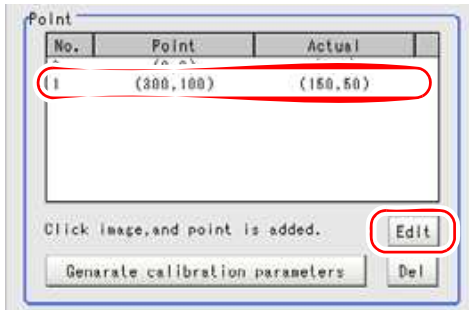 Point
No. Point Actual
1 (300,100) (150,50)
Click image,and point is added.
Edit
Genarate calibration parameters
Del